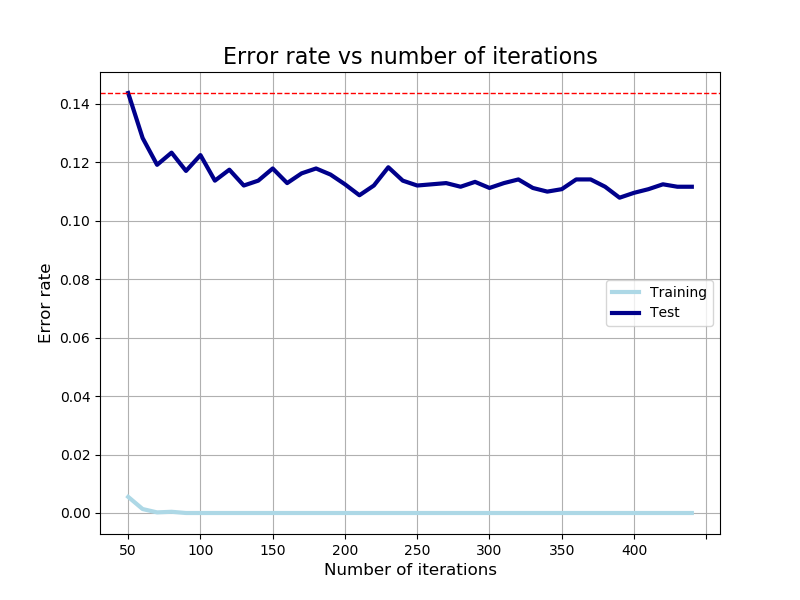 Error rate vs number of iterations
Error rate
0.14
0.12
0.10
0.08
0.06
0.04
0.02
0.00
Training
Test
50 100 150 200 250 300 350 400
Number of iterations